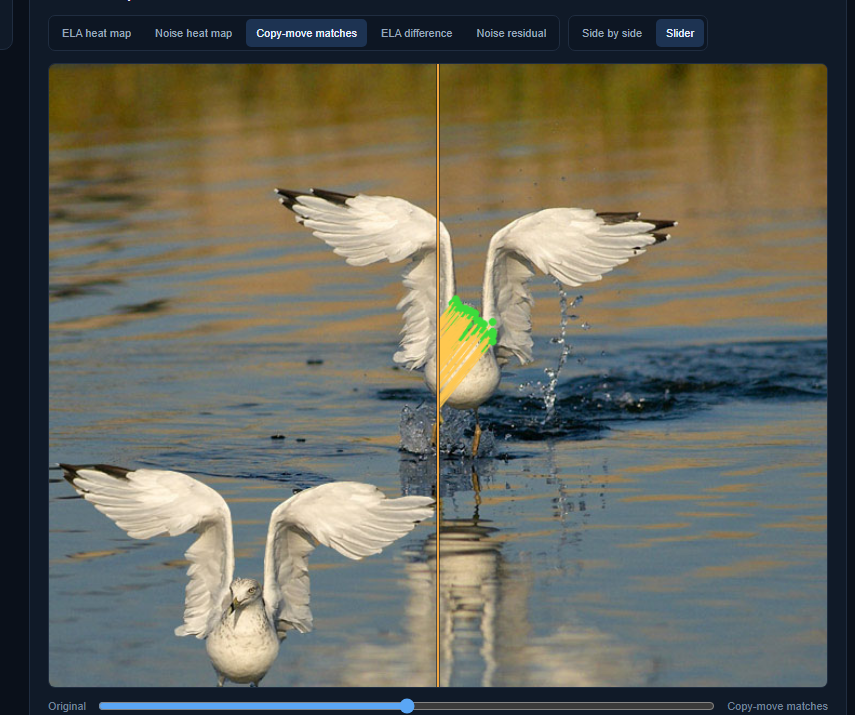 ELA heat map
Noise heat map
Copy-move matches
ELA difference
Noise residual
Side by side
Slider
Original
Copy-move matches